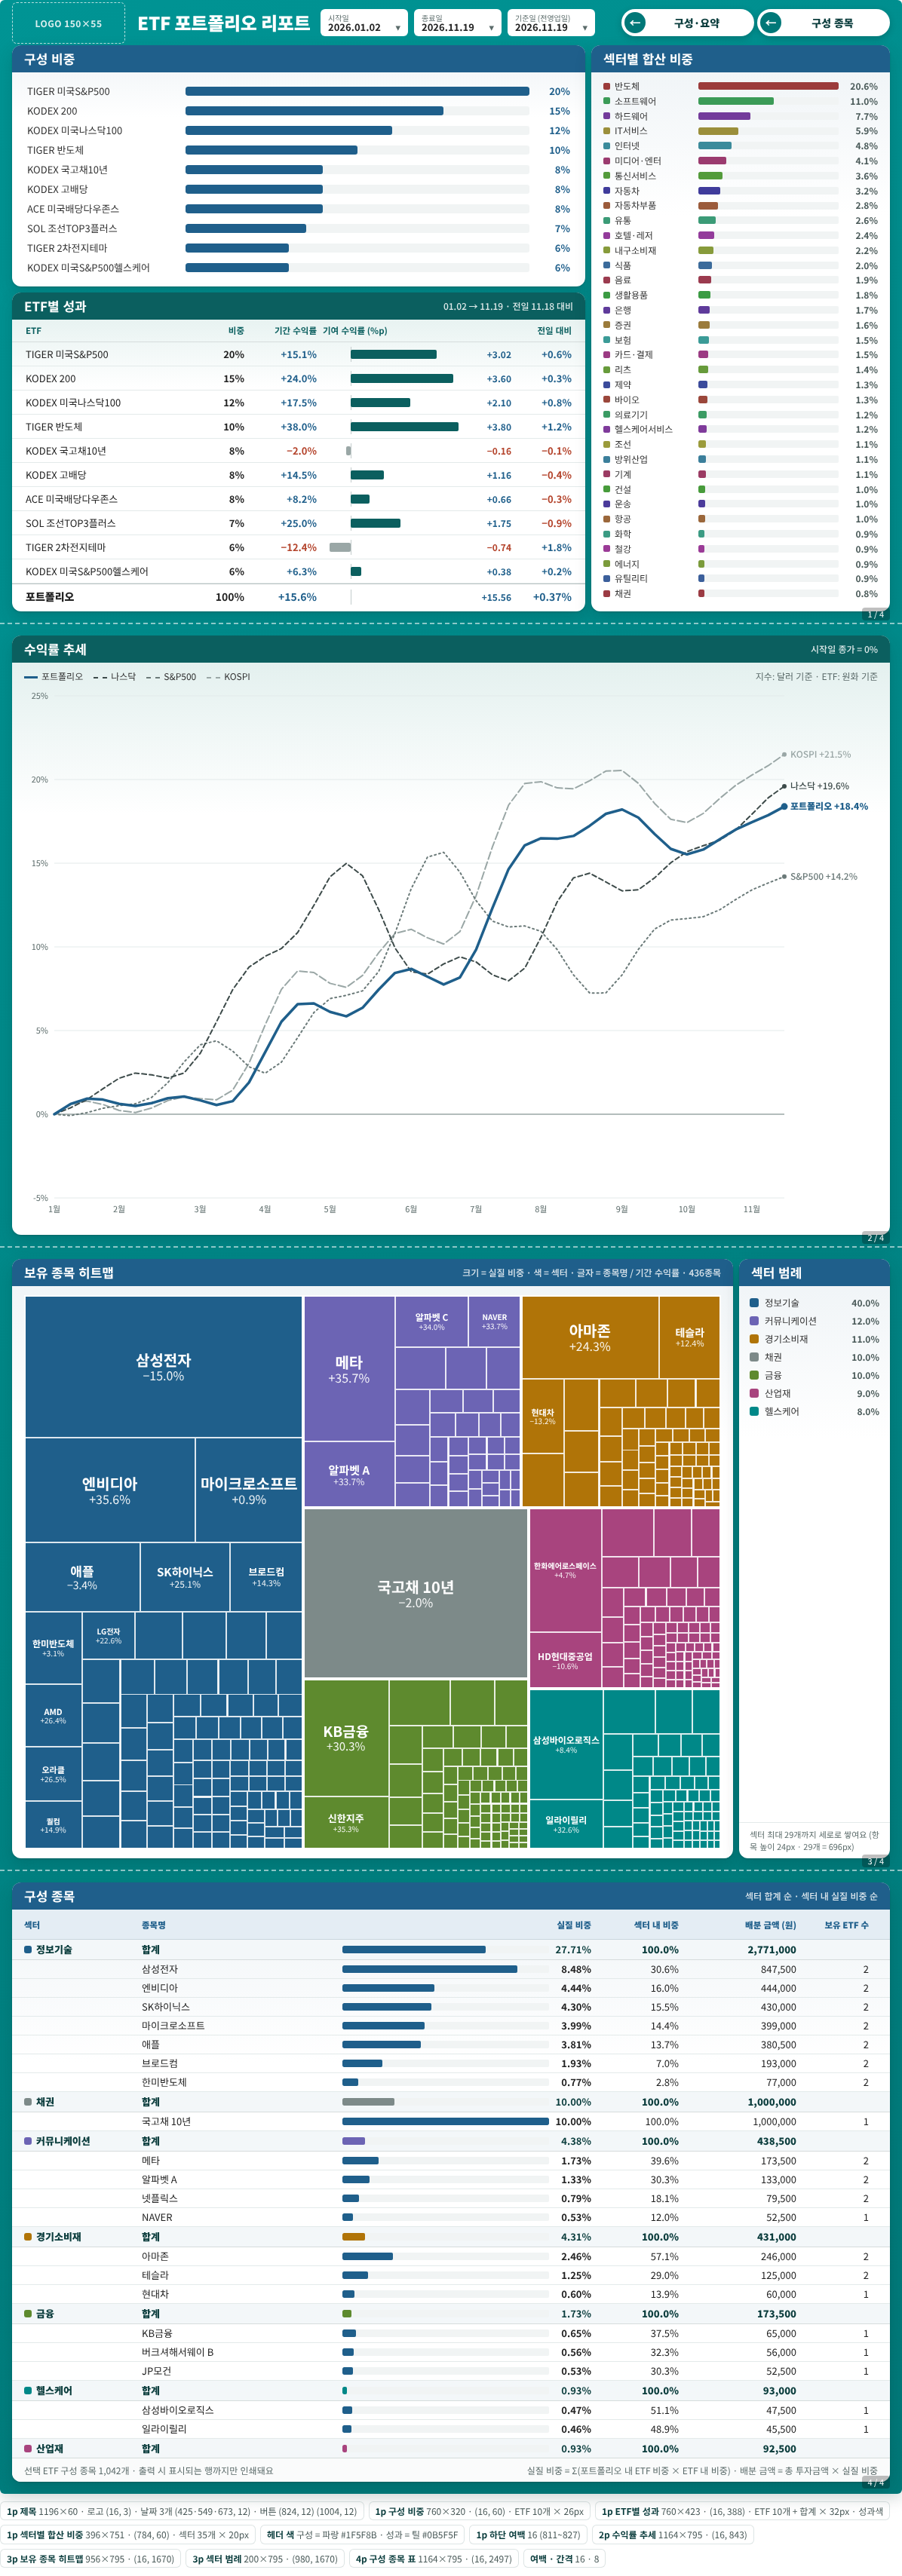 LOGO 150×55
ETF 포트폴리오 리포트
시작일
2026.01.02 ▼
종료일
2026.11.19 ▼
기준일 (전영업일)
2026.11.19 ▼
← 구성·요약
← 구성 종목
구성 비중
TIGER 미국S&P500 20%
KODEX 200 15%
KODEX 미국나스닥100 12%
TIGER 반도체 10%
KODEX 국고채10년 8%
KODEX 고배당 8%
ACE 미국배당다우존스 8%
SOL 조선TOP3플러스 7%
TIGER 2차전지테마 6%
KODEX 미국S&P500헬스케어 6%
ETF별 성과 01.02 → 11.19 · 전일 11.18 대비
ETF 비중 기간 수익률 기여 수익률 (%p) 전일 대비
TIGER 미국S&P500 20% +15.1% +3.02 +0.6%
KODEX 200 15% +24.0% +3.60 +0.3%
KODEX 미국나스닥100 12% +17.5% +2.10 +0.8%
TIGER 반도체 10% +38.0% +3.80 +1.2%
KODEX 국고채10년 8% −2.0% −0.16 −0.1%
KODEX 고배당 8% +14.5% +1.16 −0.4%
ACE 미국배당다우존스 8% +8.2% +0.66 −0.3%
SOL 조선TOP3플러스 7% +25.0% +1.75 −0.9%
TIGER 2차전지테마 6% −12.4% −0.74 +1.8%
KODEX 미국S&P500헬스케어 6% +6.3% +0.38 +0.2%
포트폴리오 100% +15.6% +15.56 +0.37%
섹터별 합산 비중
반도체 20.6%
소프트웨어 11.0%
하드웨어 7.7%
IT서비스 5.9%
인터넷 4.8%
미디어·엔터 4.1%
통신서비스 3.6%
자동차 3.2%
자동차부품 2.8%
유통 2.6%
호텔·레저 2.4%
내구소비재 2.2%
식품 2.0%
음료 1.9%
생활용품 1.8%
은행 1.7%
증권 1.6%
보험 1.5%
카드·결제 1.5%
리츠 1.4%
제약 1.3%
바이오 1.3%
의료기기 1.2%
헬스케어서비스 1.2%
조선 1.1%
방위산업 1.1%
기계 1.1%
건설 1.0%
운송 1.0%
항공 1.0%
화학 0.9%
철강 0.9%
에너지 0.9%
유틸리티 0.9%
채권 0.8%
1 / 4
수익률 추세 시작일 종가 = 0%
포트폴리오 나스닥 S&P500 KOSPI 지수: 달러 기준 · ETF: 원화 기준
25%
20%
15%
10%
5%
0%
-5%
KOSPI +21.5%
나스닥 +19.6%
포트폴리오 +18.4%
S&P500 +14.2%
1월 2월 3월 4월 5월 6월 7월 8월 9월 10월 11월
2 / 4
보유 종목 히트맵 크기 = 실질 비중 · 색 = 섹터 · 글자 = 종목명 / 기간 수익률 · 436종목
삼성전자
−15.0%
엔비디아
+35.6%
마이크로소프트
+0.9%
애플
−3.4%
SK하이닉스
+25.1%
브로드컴
+14.3%
한미반도체
+3.1%
LG전자
+22.6%
AMD
+26.4%
오라클
+26.5%
퀄컴
+14.9%
메타
+35.7%
알파벳 C
+34.0%
NAVER
+33.7%
알파벳 A
+33.7%
아마존
+24.3%
테슬라
+12.4%
현대차
−13.2%
국고채 10년
−2.0%
한화에어로스페이스
+4.7%
HD현대중공업
−10.6%
KB금융
+30.3%
신한지주
+35.3%
삼성바이오로직스
+8.4%
일라이릴리
+32.6%
섹터 범례
정보기술 40.0%
커뮤니케이션 12.0%
경기소비재 11.0%
채권 10.0%
금융 10.0%
산업재 9.0%
헬스케어 8.0%
섹터 최대 29개까지 세로로 쌓여요 (항
목 높이 24px · 29개 = 696px)
3 / 4
구성 종목 섹터 합계 순 · 섹터 내 실질 비중 순
섹터 종목명 실질 비중 섹터 내 비중 배분 금액 (원) 보유 ETF 수
정보기술 합계 27.71% 100.0% 2,771,000
삼성전자 8.48% 30.6% 847,500 2
엔비디아 4.44% 16.0% 444,000 2
SK하이닉스 4.30% 15.5% 430,000 2
마이크로소프트 3.99% 14.4% 399,000 2
애플 3.81% 13.7% 380,500 2
브로드컴 1.93% 7.0% 193,000 2
한미반도체 0.77% 2.8% 77,000 2
채권 합계 10.00% 100.0% 1,000,000
국고채 10년 10.00% 100.0% 1,000,000 1
커뮤니케이션 합계 4.38% 100.0% 438,500
메타 1.73% 39.6% 173,500 2
알파벳 A 1.33% 30.3% 133,000 2
넷플릭스 0.79% 18.1% 79,500 2
NAVER 0.53% 12.0% 52,500 1
경기소비재 합계 4.31% 100.0% 431,000
아마존 2.46% 57.1% 246,000 2
테슬라 1.25% 29.0% 125,000 2
현대차 0.60% 13.9% 60,000 1
금융 합계 1.73% 100.0% 173,500
KB금융 0.65% 37.5% 65,000 1
버크셔해서웨이 B 0.56% 32.3% 56,000 1
JP모건 0.53% 30.3% 52,500 1
헬스케어 합계 0.93% 100.0% 93,000
삼성바이오로직스 0.47% 51.1% 47,500 1
일라이릴리 0.46% 48.9% 45,500 1
산업재 합계 0.93% 100.0% 92,500
선택 ETF 구성 종목 1,042개 · 출력 시 표시되는 행까지만 인쇄돼요 실질 비중 = Σ(포트폴리오 내 ETF 비중 × ETF 내 비중) · 배분 금액 = 총 투자금액 × 실질 비중
4 / 4
1p 제목 1196×60 · 로고 (16, 3) · 날짜 3개 (425·549·673, 12) · 버튼 (824, 12) (1004, 12)
1p 구성 비중 760×320 · (16, 60) · ETF 10개 × 26px
1p ETF별 성과 760×423 · (16, 388) · ETF 10개 + 합계 × 32px · 성과색
1p 섹터별 합산 비중 396×751 · (784, 60) · 섹터 35개 × 20px
헤더 색 구성 = 파랑 #1F5F8B · 성과 = 틸 #0B5F5F
1p 하단 여백 16 (811~827)
2p 수익률 추세 1164×795 · (16, 843)
3p 보유 종목 히트맵 956×795 · (16, 1670)
3p 섹터 범례 200×795 · (980, 1670)
4p 구성 종목 표 1164×795 · (16, 2497)
여백 · 간격 16 · 8